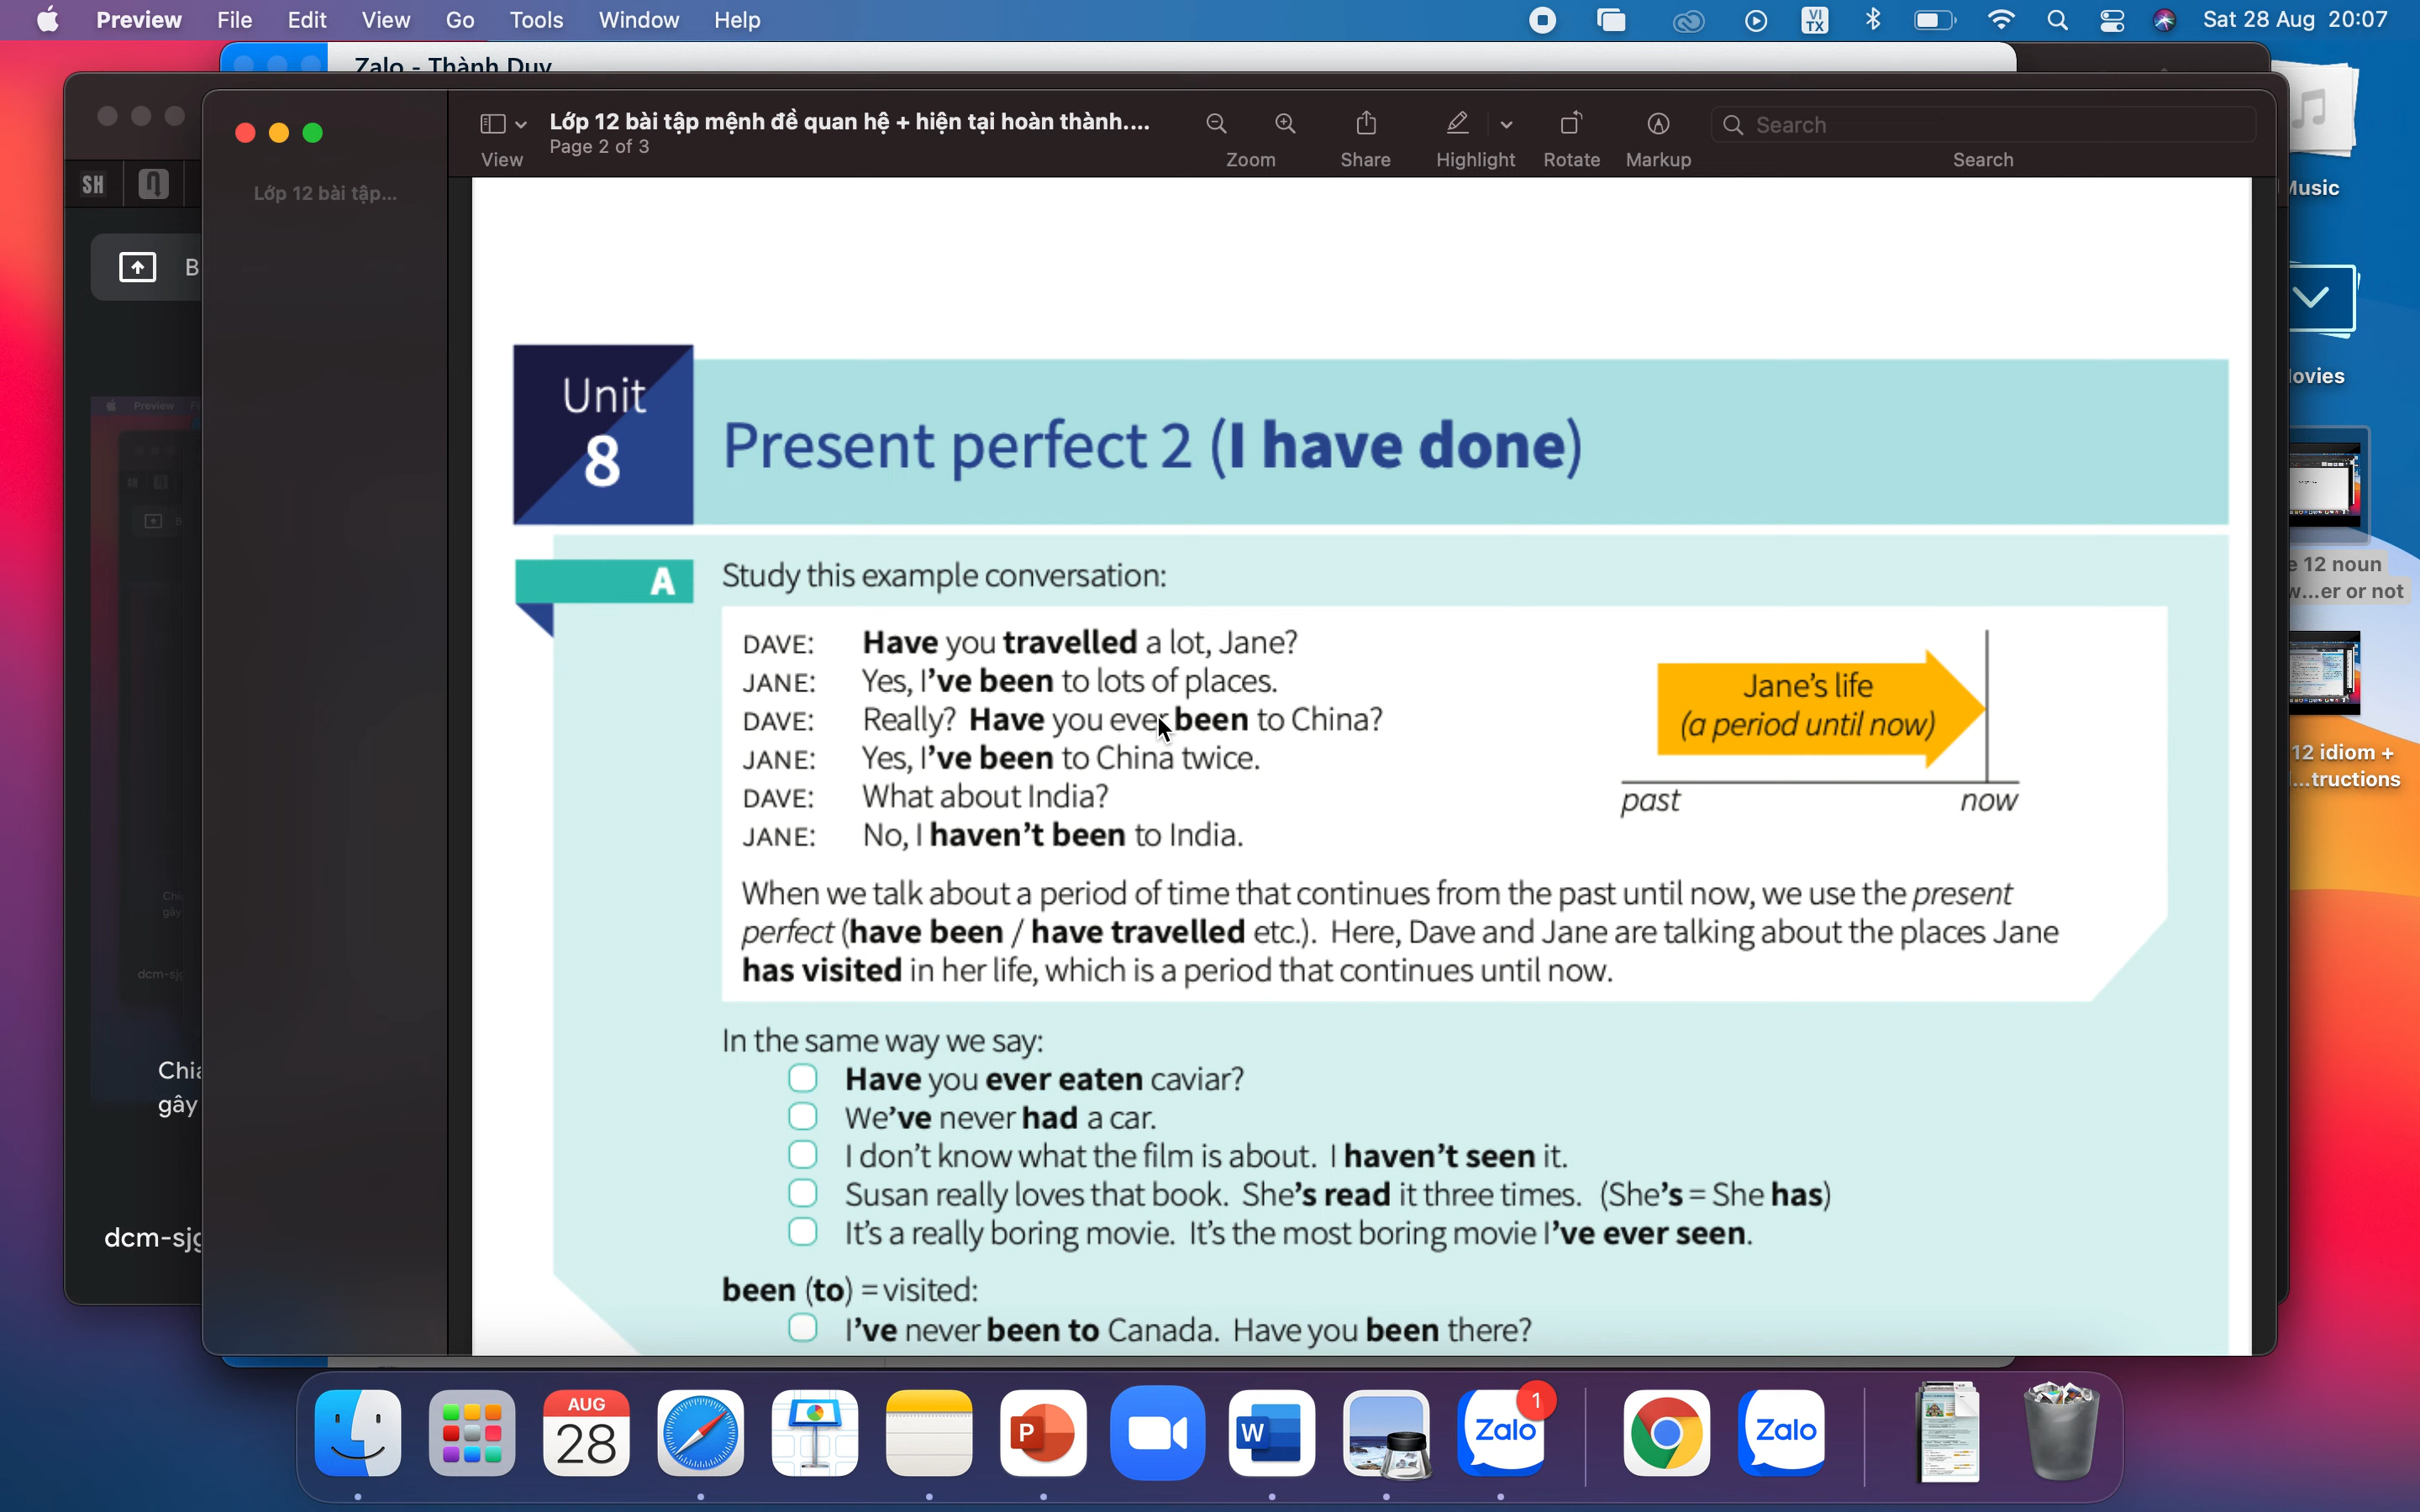 Preview File Edit View Go Tools Window Help
VI
TX
Sat 28 Aug 20:07
Zalo - Thành Duy
Lớp 12 bài tập mệnh đề quan hệ + hiện tại hoàn thành....
Page 2 of 3
Search
View Zoom Share Highlight Rotate Markup Search
SH
Lớp 12 bài tập...
B
Preview
Unit
8
Present perfect 2 (I have done)
A
Study this example conversation:
DAVE: Have you travelled a lot, Jane?
JANE: Yes, I've been to lots of places.
DAVE: Really? Have you ever been to China?
JANE: Yes, I've been to China twice.
DAVE: What about India?
JANE: No, I haven't been to India.
Jane's life
(a period until now)
past now
When we talk about a period of time that continues from the past until now, we use the present
perfect (have been / have travelled etc.). Here, Dave and Jane are talking about the places Jane
has visited in her life, which is a period that continues until now.
In the same way we say:
Have you ever eaten caviar?
We've never had a car.
I don't know what the film is about. I haven't seen it.
Susan really loves that book. She's read it three times. (She's = She has)
It's a really boring movie. It's the most boring movie I've ever seen.
been (to) = visited:
I've never been to Canada. Have you been there?
gây
dcm-sjg
Music
ovies
e 12 noun
w...er or not
12 idiom +
...tructions
AUG
28
P
W
Zalo
1
Zalo